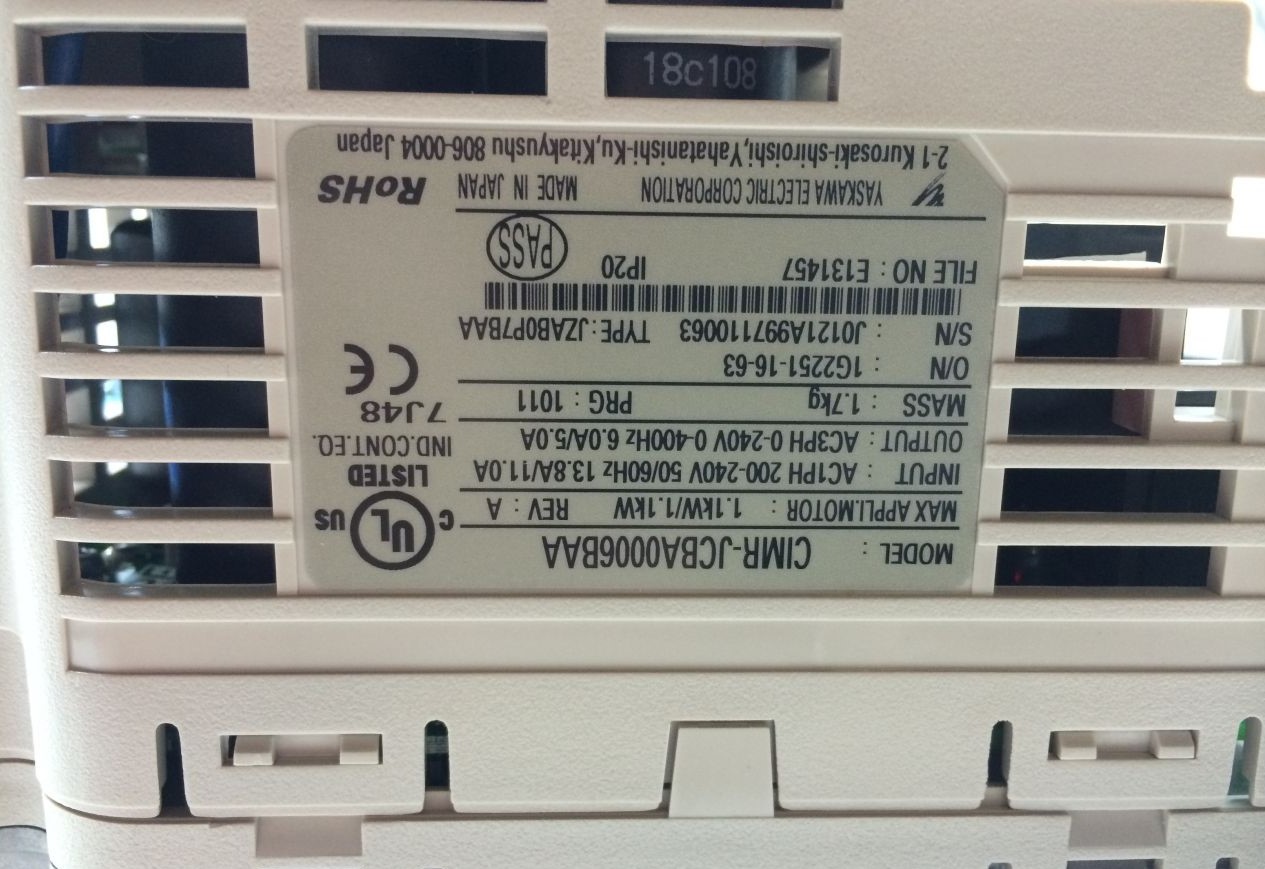 MODEL : CIMR-JCBA0006BAA
MAX APPLI.MOTOR : 1.1kW/1.1kW REV : A
INPUT : AC1PH 200-240V 50/60Hz 13.8A/11.0A
OUTPUT : AC3PH 0-240V 0-400Hz 6.0A/5.0A
MASS : 1.7kg PRG : 1011
O/N : 1G2251-16-63
S/N : J0121A997110063 TYPE : JZAB0P7BAA
FILE NO : E131457 IP20
PASS
C UL US
LISTED
IND.CONT.EQ.
7J48
CE
YASKAWA ELECTRIC CORPORATION MADE IN JAPAN RoHS
2-1 Kurosaki-shiroishi,Yahatanishi-Ku,Kitakyushu 806-0004 Japan
18c108